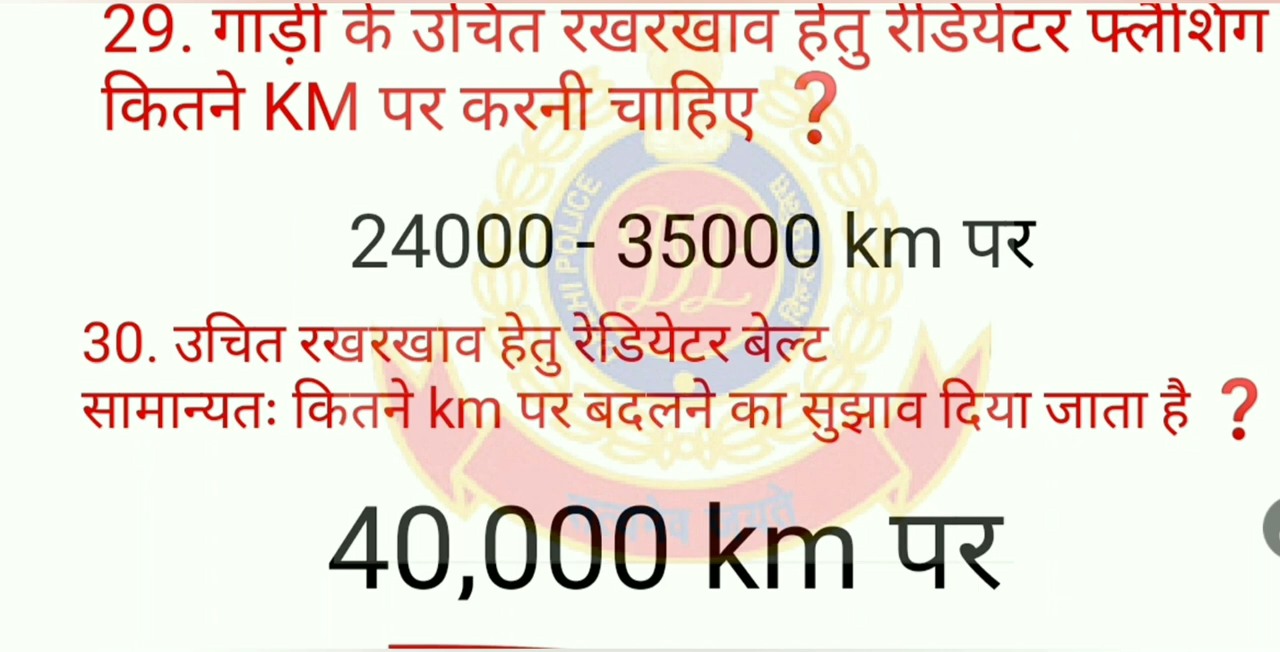 29. गाड़ी के उचित रखरखाव हेतु रेडियेटर फ्लैशिंग
कितने KM पर करनी चाहिए ❓
24000 - 35000 km पर
30. उचित रखरखाव हेतु रेडियेटर बेल्ट
सामान्यतः कितने km पर बदलने का सुझाव दिया जाता है ❓
40,000 km पर